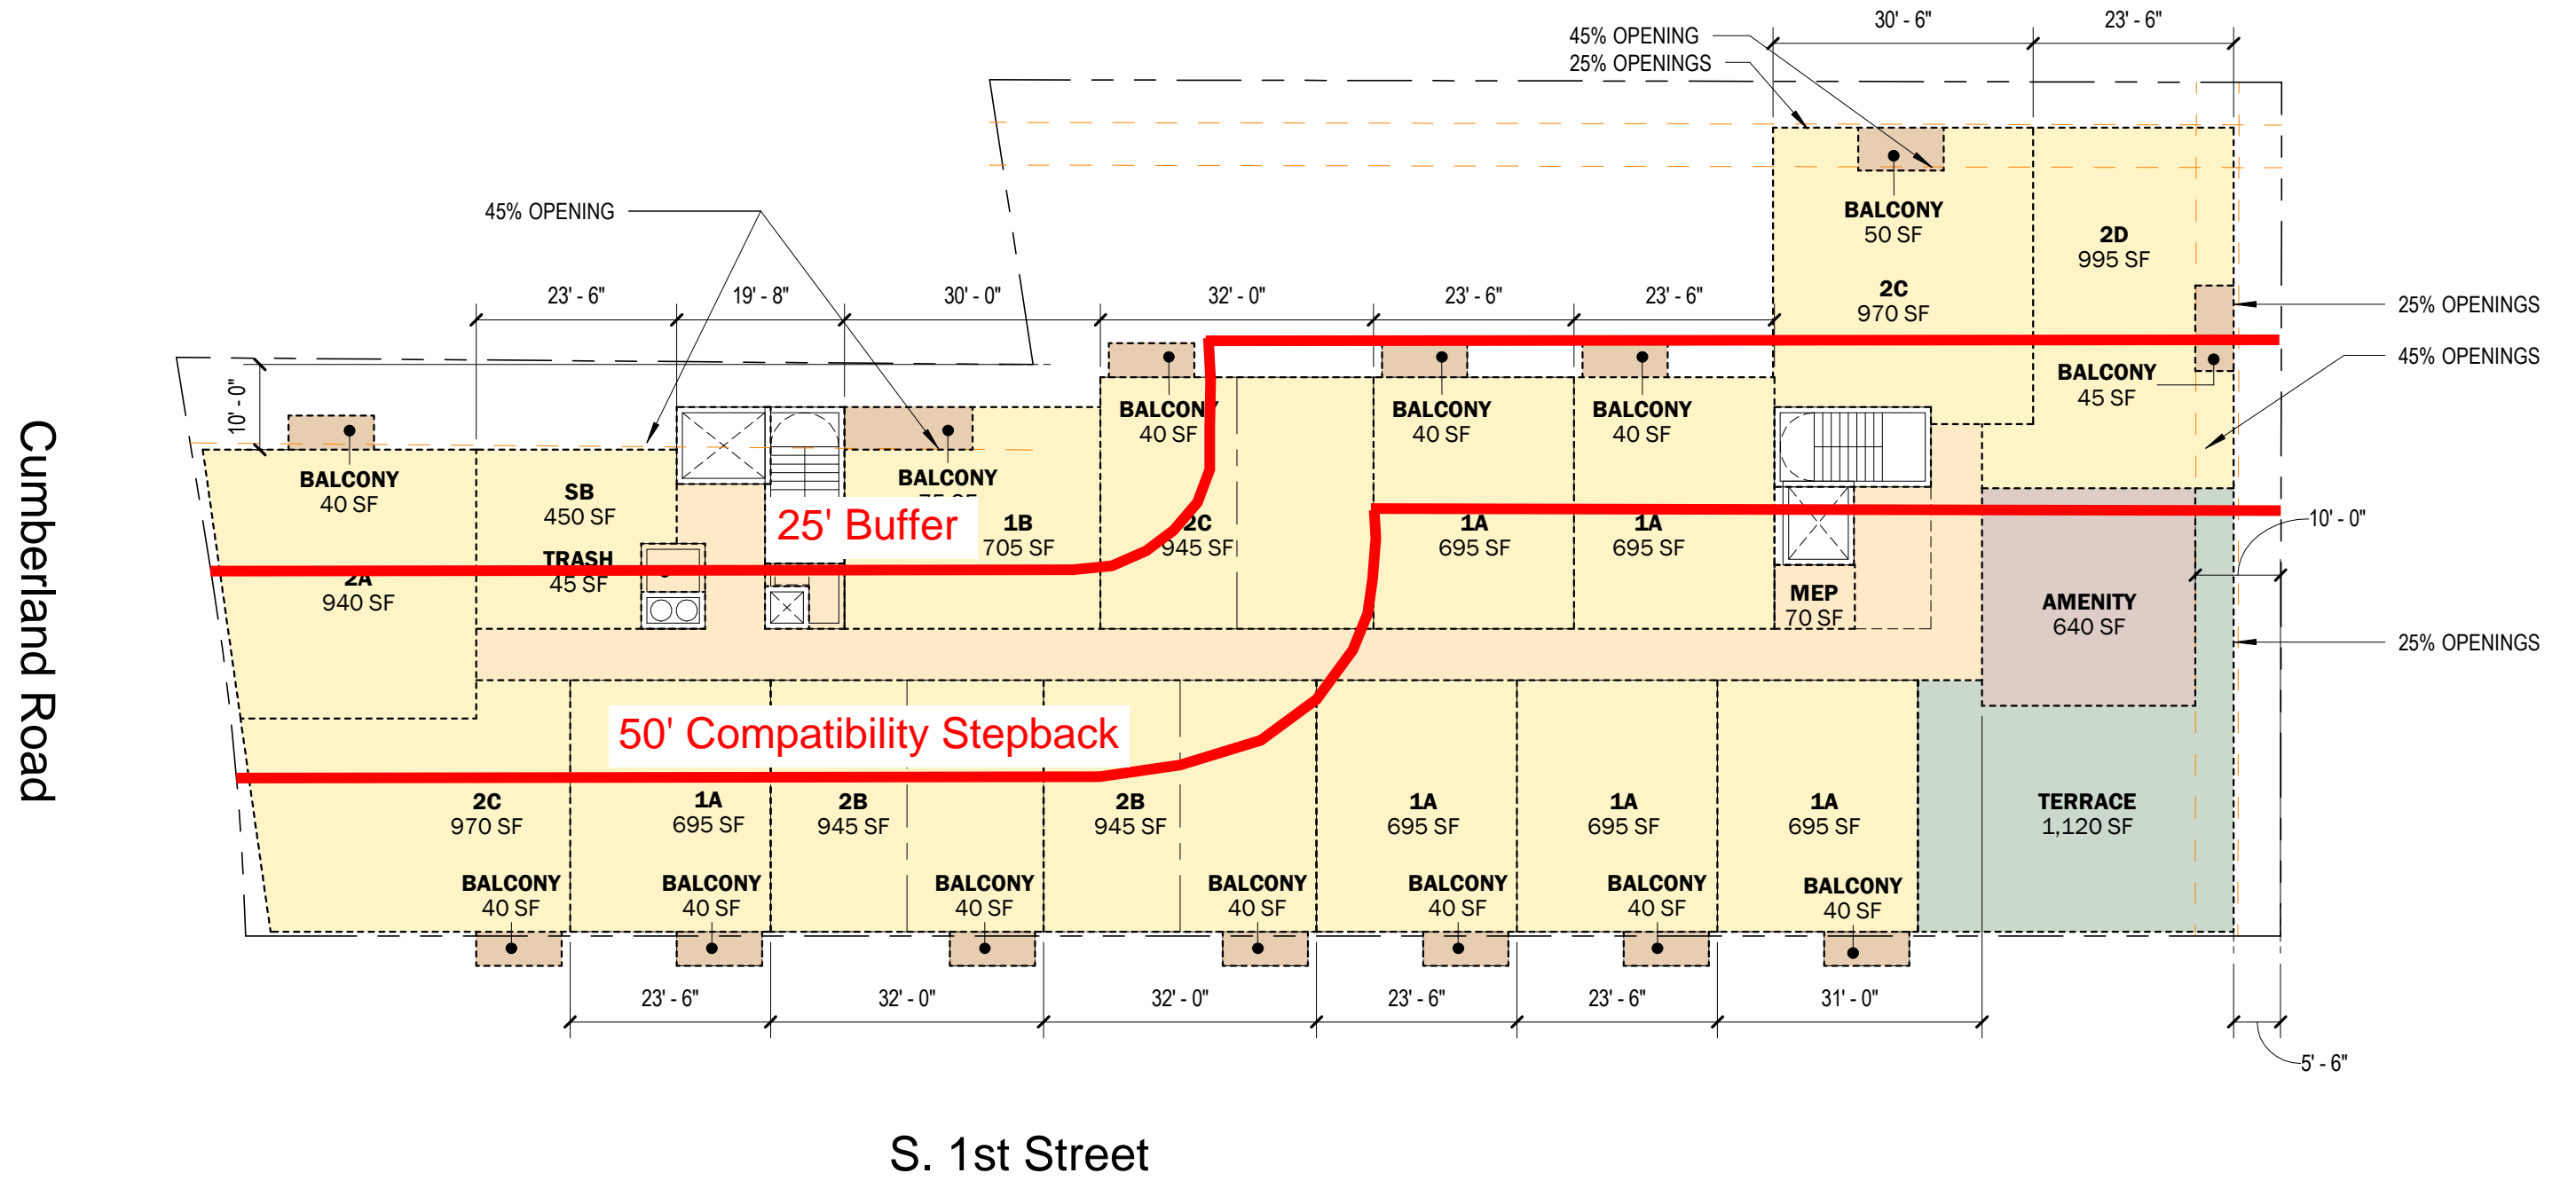 30' - 6"
23' - 6"
45% OPENING
25% OPENINGS
45% OPENING
BALCONY
50 SF
2D
995 SF
2C
970 SF
23' - 6"
19' - 8"
30' - 0"
32' - 0"
23' - 6"
23' - 6"
25% OPENINGS
45% OPENINGS
BALCONY
45 SF
10' - 0"
BALCONY
40 SF
BALCONY
40 SF
BALCONY
40 SF
BALCONY
40 SF
BALCONY
SB
450 SF
25' Buffer
1B
705 SF
2C
945 SF
1A
695 SF
1A
695 SF
10' - 0"
TRASH
45 SF
2A
940 SF
MEP
70 SF
AMENITY
640 SF
25% OPENINGS
Cumberland Road
50' Compatibility Stepback
2C
970 SF
1A
695 SF
2B
945 SF
2B
945 SF
1A
695 SF
1A
695 SF
1A
695 SF
TERRACE
1,120 SF
BALCONY
40 SF
BALCONY
40 SF
BALCONY
40 SF
BALCONY
40 SF
BALCONY
40 SF
BALCONY
40 SF
BALCONY
40 SF
23' - 6"
32' - 0"
32' - 0"
23' - 6"
23' - 6"
31' - 0"
5' - 6"
S. 1st Street